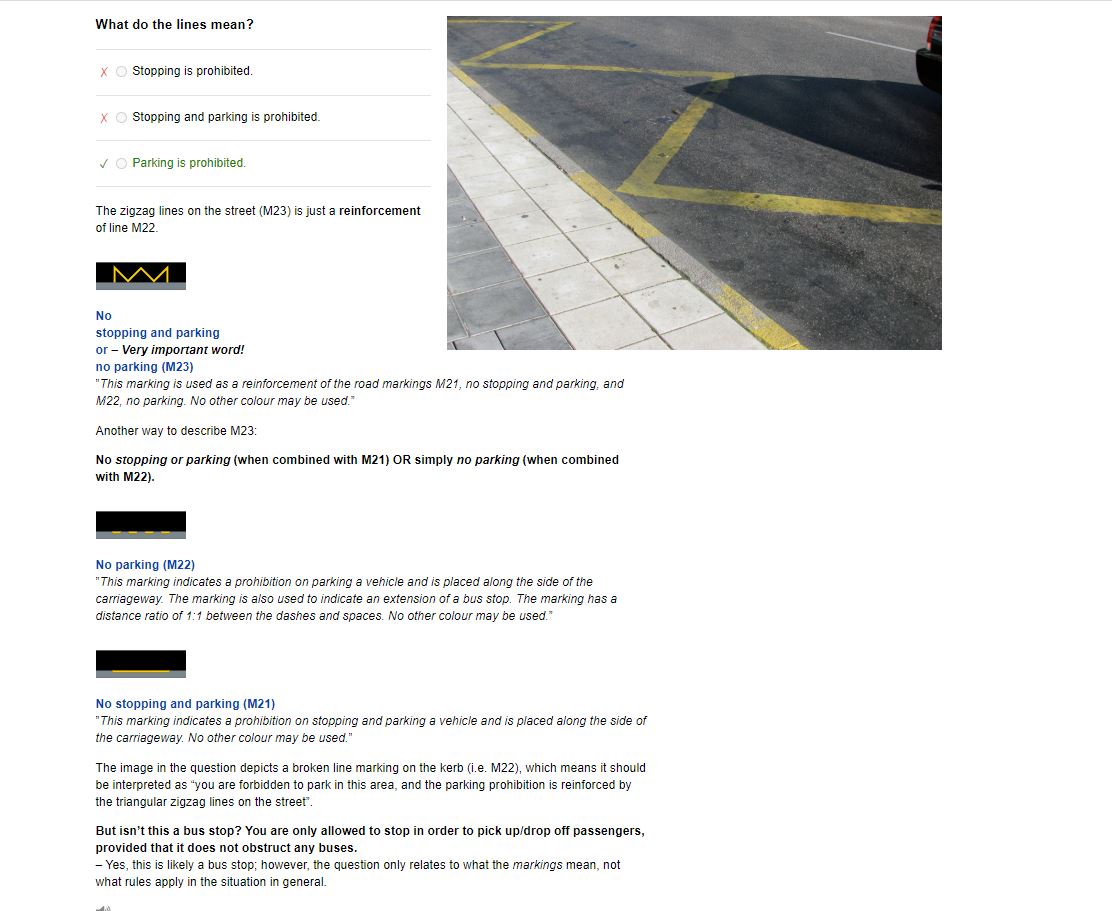 What do the lines mean?
✗ Stopping is prohibited.
✗ Stopping and parking is prohibited.
✓ Parking is prohibited.
The zigzag lines on the street (M23) is just a reinforcement
of line M22.
No
stopping and parking
or – Very important word!
no parking (M23)
”This marking is used as a reinforcement of the road markings M21, no stopping and parking, and
M22, no parking. No other colour may be used.”
Another way to describe M23:
No stopping or parking (when combined with M21) OR simply no parking (when combined
with M22).
No parking (M22)
”This marking indicates a prohibition on parking a vehicle and is placed along the side of the
carriageway. The marking is also used to indicate an extension of a bus stop. The marking has a
distance ratio of 1:1 between the dashes and spaces. No other colour may be used.”
No stopping and parking (M21)
”This marking indicates a prohibition on stopping and parking a vehicle and is placed along the side of
the carriageway. No other colour may be used.”
The image in the question depicts a broken line marking on the kerb (i.e. M22), which means it should
be interpreted as “you are forbidden to park in this area, and the parking prohibition is reinforced by
the triangular zigzag lines on the street”.
But isn’t this a bus stop? You are only allowed to stop in order to pick up/drop off passengers,
provided that it does not obstruct any buses.
– Yes, this is likely a bus stop; however, the question only relates to what the markings mean, not
what rules apply in the situation in general.